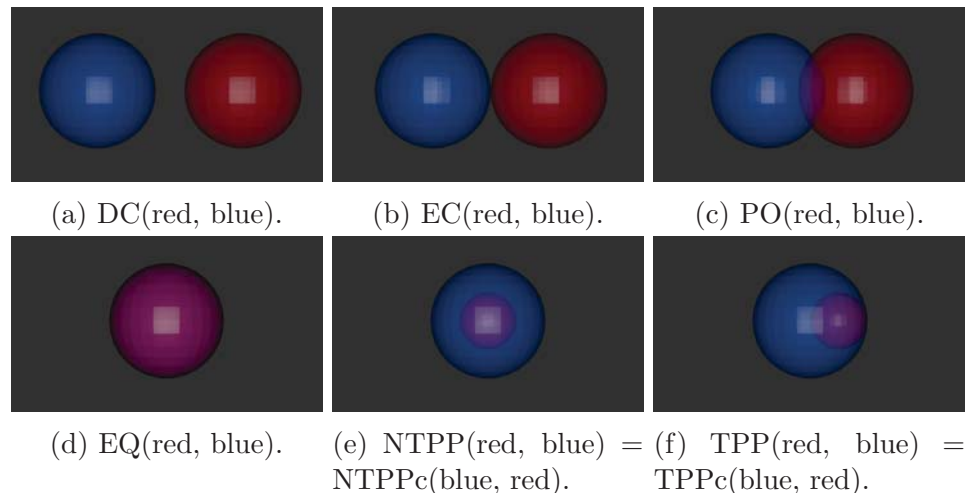 (a) DC(red, blue).
(b) EC(red, blue).
(c) PO(red, blue).
(d) EQ(red, blue).
(e) NTPP(red, blue) =
NTPPc(blue, red).
(f) TPP(red, blue) =
TPPc(blue, red).